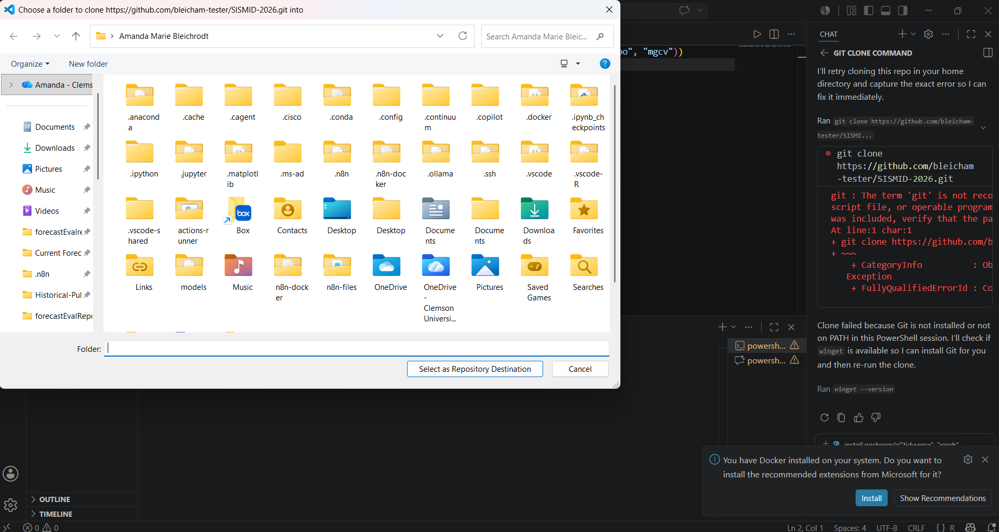 Choose a folder to clone https://github.com/bleicham-tester/SISMID-2026.git into
Amanda Marie Bleichrodt
Search Amanda Marie Bleic...
Organize
New folder
Amanda - Clems
Documents
Downloads
Pictures
Music
Videos
forecastEvalre
Current Forec
.n8n
Historical-Pul
forecastEvalRepo
.anaconda
.cache
.cagent
.cisco
.conda
.config
.continuum
.copilot
.docker
.ipynb_checkpoints
.ipython
.jupyter
.matplotlib
.ms-ad
.n8n
.n8n-docker
.ollama
.ssh
.vscode
.vscode-R
.vscode-shared
actions-runner
box
Box
Contacts
Desktop
Desktop
Documents
Documents
Downloads
Favorites
Links
models
Music
n8n-docker
n8n-files
OneDrive
OneDrive - Clemson Universi...
Pictures
Saved Games
Searches
Folder:
Select as Repository Destination
Cancel
oo", "mgcv"))
CHAT
GIT CLONE COMMAND
I'll retry cloning this repo in your home
directory and capture the exact error so I can
fix it immediately.
Ran git clone https://github.com/bleicham-
tester/SISMI...
git clone
https://github.com/bleicham
-tester/SISMID-2026.git
git : The term 'git' is not reco
script file, or operable program
was included, verify that the pa
At line:1 char:1
+ git clone https://github.com/b
+ ~~~
+ CategoryInfo : Ob
Exception
+ FullyQualifiedErrorId : Co
Clone failed because Git is not installed or not
on PATH in this PowerShell session. I'll check if
winget is available so I can install Git for you
and then re-run the clone.
Ran winget --version
install.packages(c("tidyverse", "readr"
powersh...
powersh...
You have Docker installed on your system. Do you want to
install the recommended extensions from Microsoft for it?
Install
Show Recommendations
OUTLINE
TIMELINE
0
0
Ln 2, Col 1
Spaces: 4
UTF-8
CRLF
{ } R